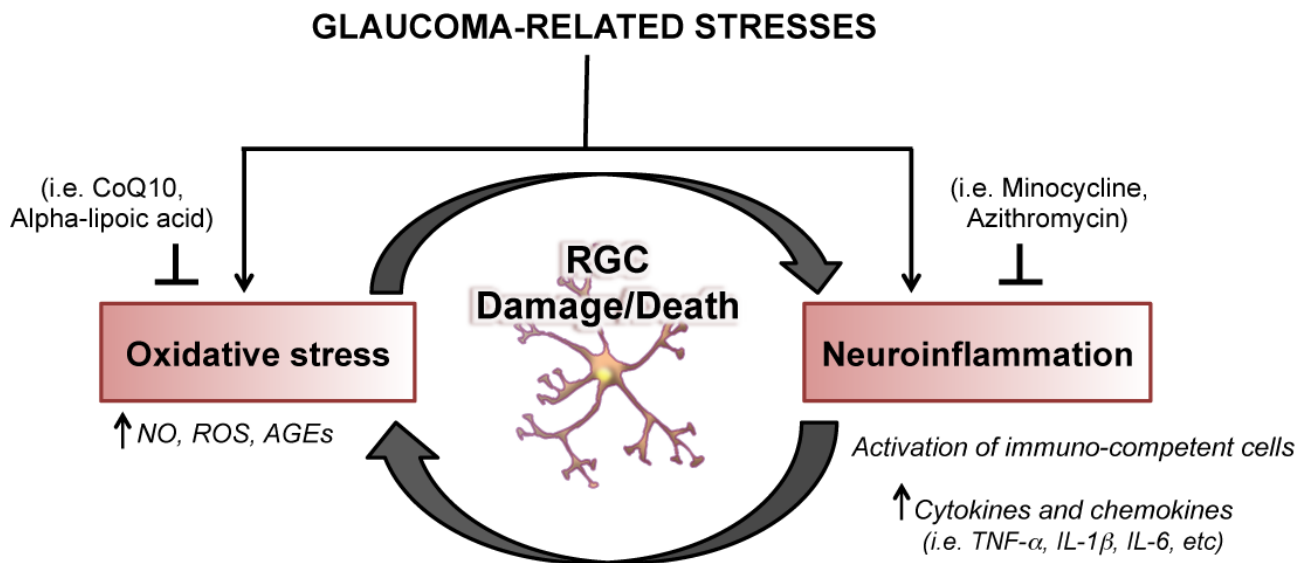 GLAUCOMA-RELATED STRESSES
(i.e. CoQ10,
Alpha-lipoic acid)
(i.e. Minocycline,
Azithromycin)
RGC
Damage/Death
Oxidative stress
Neuroinflammation
↑ NO, ROS, AGEs
Activation of immuno-competent cells
↑ Cytokines and chemokines
(i.e. TNF-α, IL-1β, IL-6, etc)